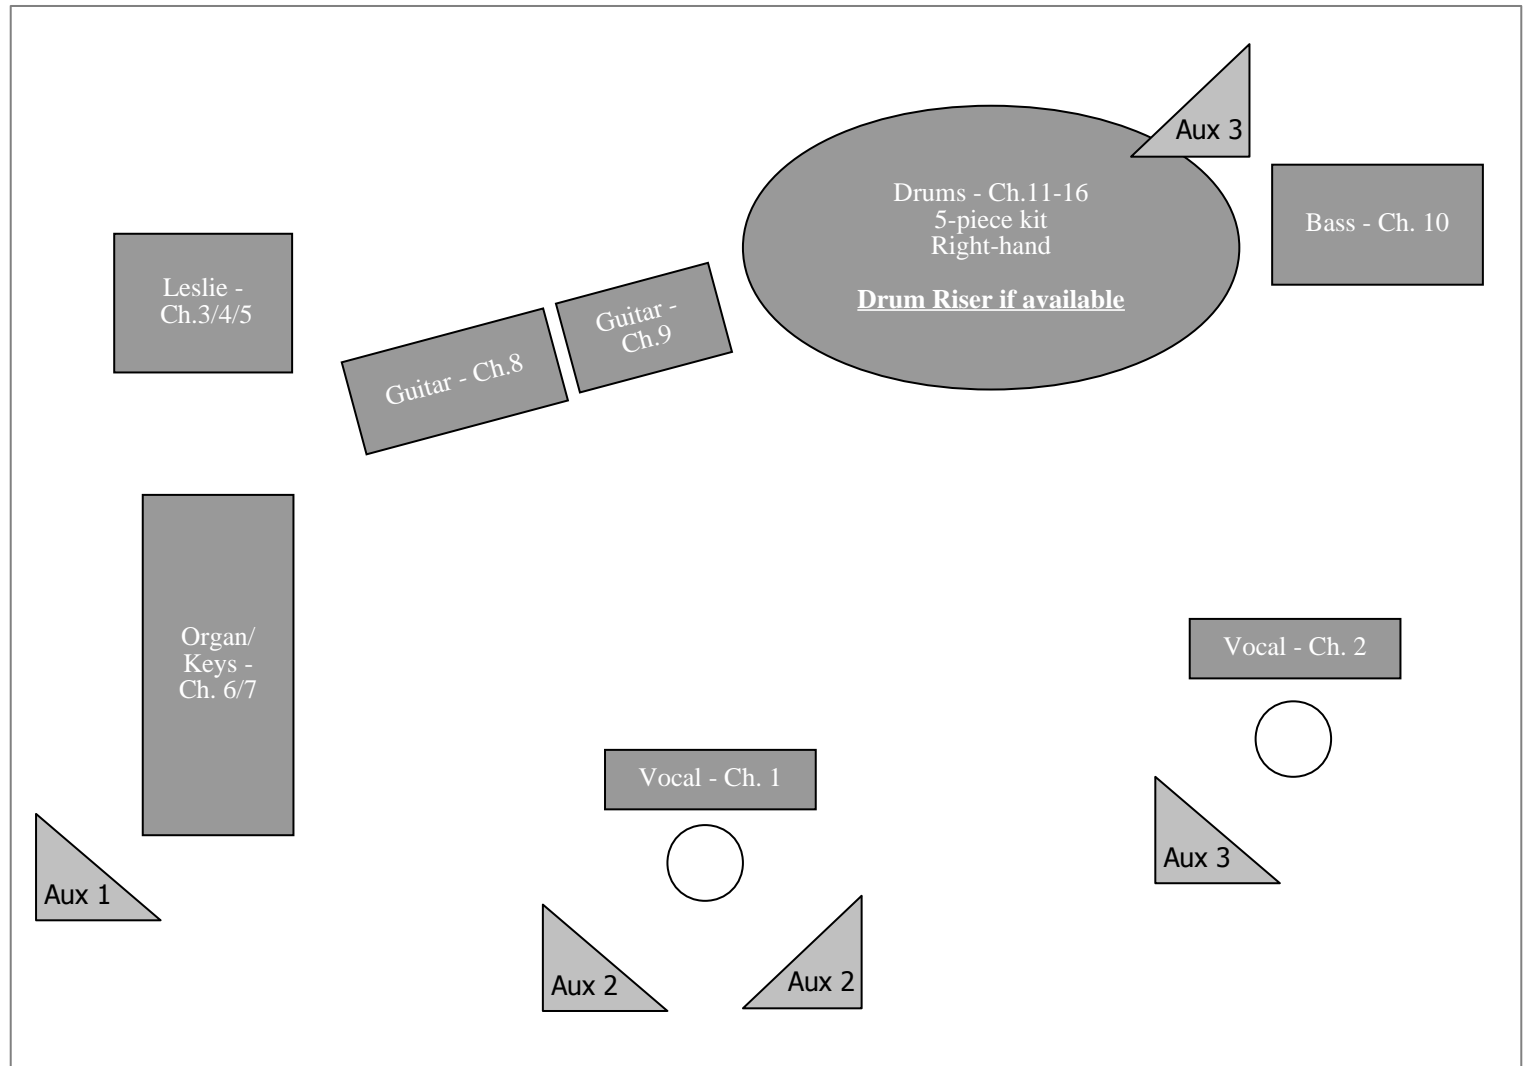 Aux 3
Drums - Ch.11-16
5-piece kit
Right-hand
Drum Riser if available
Bass - Ch. 10
Leslie -
Ch.3/4/5
Guitar -
Ch.9
Guitar - Ch.8
Organ/
Keys -
Ch. 6/7
Vocal - Ch. 2
Vocal - Ch. 1
Aux 3
Aux 1
Aux 2
Aux 2